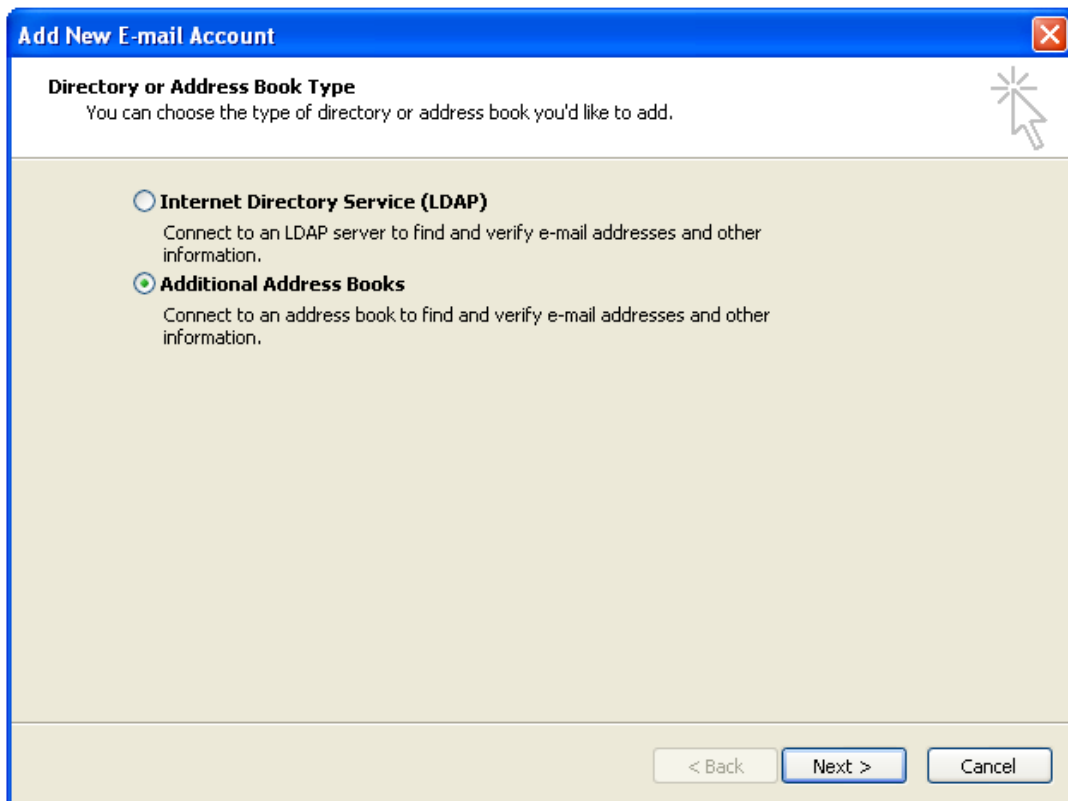 Add New E-mail Account
Directory or Address Book Type
You can choose the type of directory or address book you'd like to add.
Internet Directory Service (LDAP)
Connect to an LDAP server to find and verify e-mail addresses and other
information.
Additional Address Books
Connect to an address book to find and verify e-mail addresses and other
information.
< Back Next > Cancel